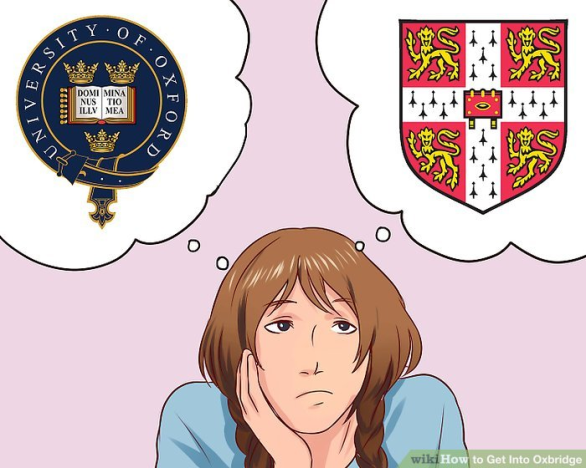 UNIVERSITY · OF · OXFORD
DOMI MINA
NUS TIO
ILLV MEA
wikiHow to Get Into Oxbridge